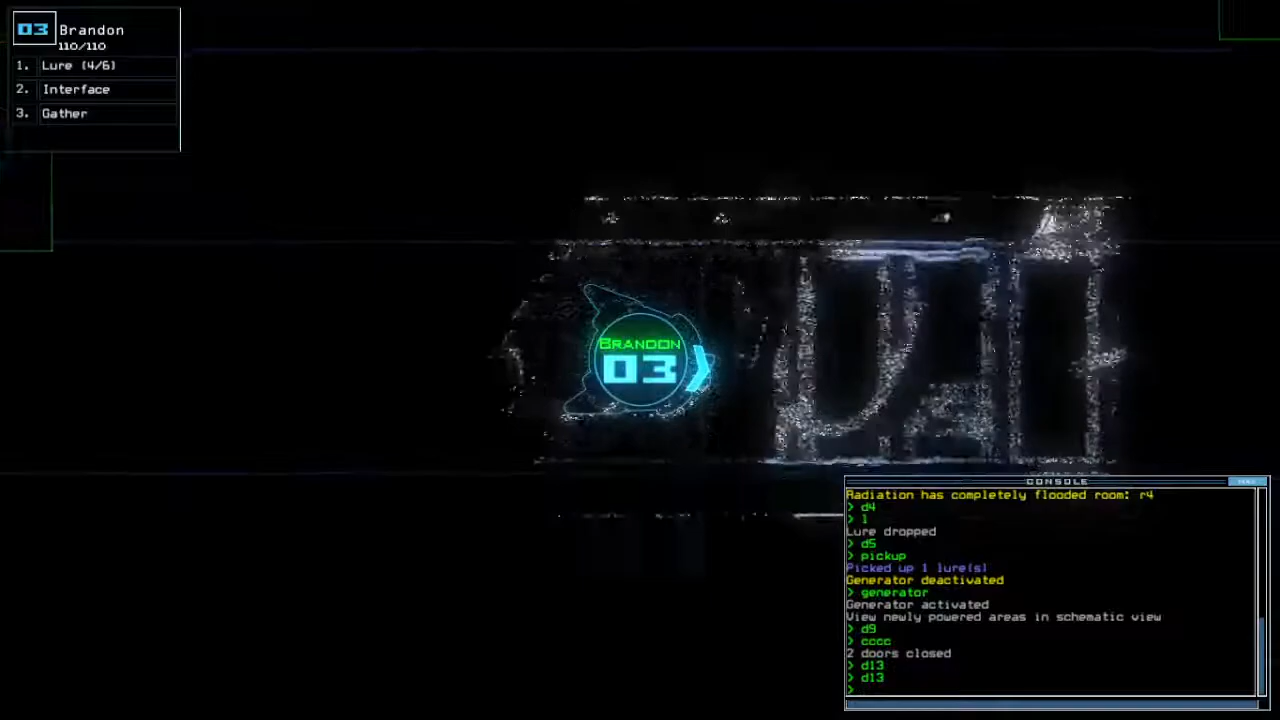 03 Brandon
110/110
1. Lure (4/6)
2. Interface
3. Gather
BRANDON
03
CONSOLE
Radiation has completely flooded room: r4
> d4
> l
Lure dropped
> d5
> pickup
Picked up 1 lure(s)
Generator deactivated
> generator
Generator activated
View newly powered areas in schematic view
> d9
> cccc
2 doors closed
> d13
> d13
>